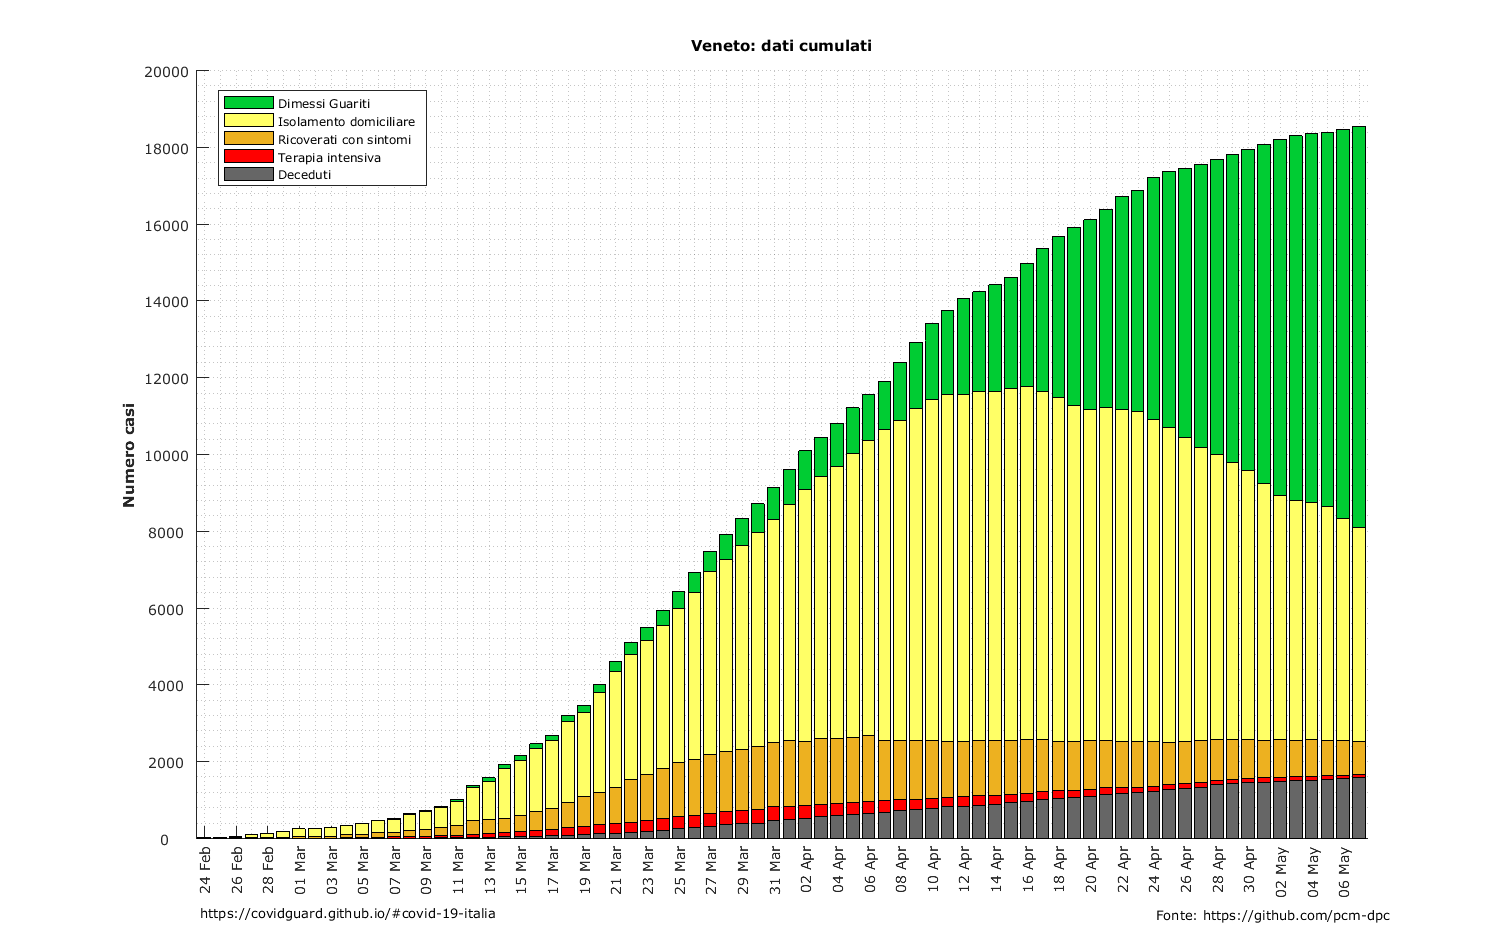 Veneto: dati cumulati
20000
18000
16000
14000
12000
10000
8000
6000
4000
2000
0
Numero casi
Dimessi Guariti
Isolamento domiciliare
Ricoverati con sintomi
Terapia intensiva
Deceduti
24 Feb
26 Feb
28 Feb
01 Mar
03 Mar
05 Mar
07 Mar
09 Mar
11 Mar
13 Mar
15 Mar
17 Mar
19 Mar
21 Mar
23 Mar
25 Mar
27 Mar
29 Mar
31 Mar
02 Apr
04 Apr
06 Apr
08 Apr
10 Apr
12 Apr
14 Apr
16 Apr
18 Apr
20 Apr
22 Apr
24 Apr
26 Apr
28 Apr
30 Apr
02 May
04 May
06 May
https://covidguard.github.io/#covid-19-italia
Fonte: https://github.com/pcm-dpc